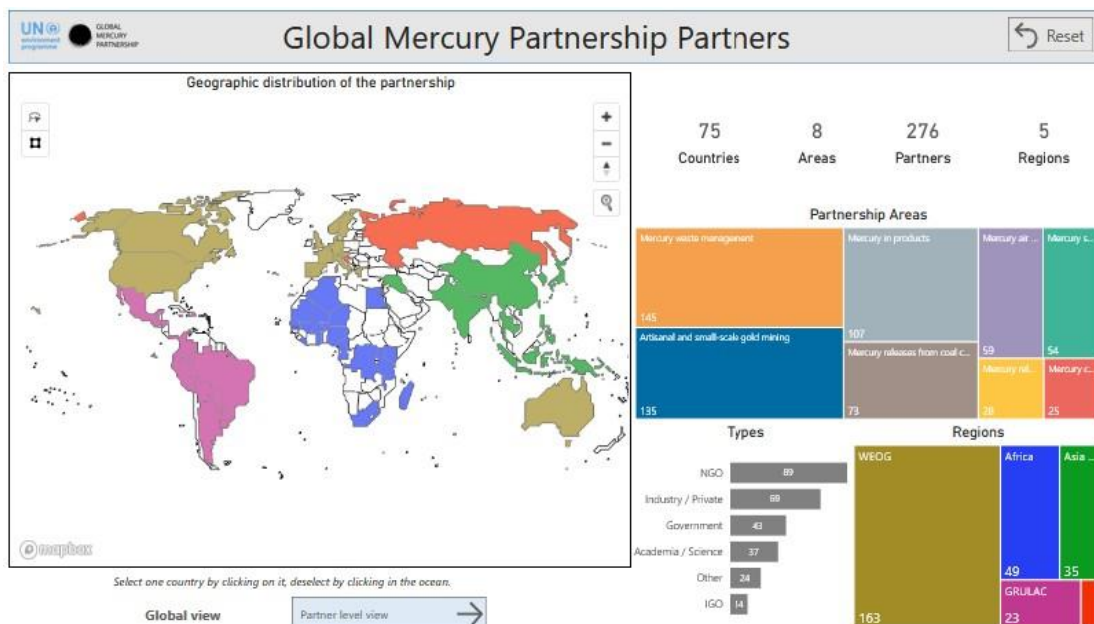 UN
environment
programme
GLOBAL
MERCURY
PARTNERSHIP
Global Mercury Partnership Partners
Reset
Geographic distribution of the partnership
75
Countries
8
Areas
276
Partners
5
Regions
Partnership Areas
Mercury waste management
145
Mercury in products
107
Mercury air ...
59
Mercury s...
54
Artisanal and small-scale gold mining
135
Mercury releases from coal c...
73
Mercury rel...
28
Mercury c...
25
Types
NGO 89
Industry / Private 69
Government 43
Academia / Science 37
Other 24
IGO 14
Regions
WEOG
163
Africa
49
Asia ...
35
GRULAC
23
mapbox
Select one country by clicking on it, deselect by clicking in the ocean.
Global view
Partner level view